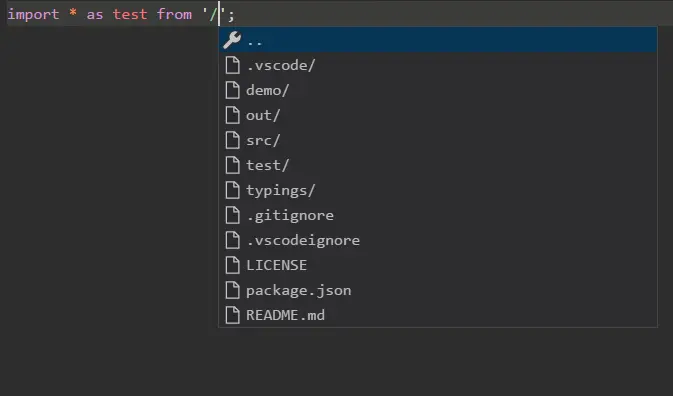 import * as test from '/';
..
.vscode/
demo/
out/
src/
test/
typings/
.gitignore
.vscodeignore
LICENSE
package.json
README.md